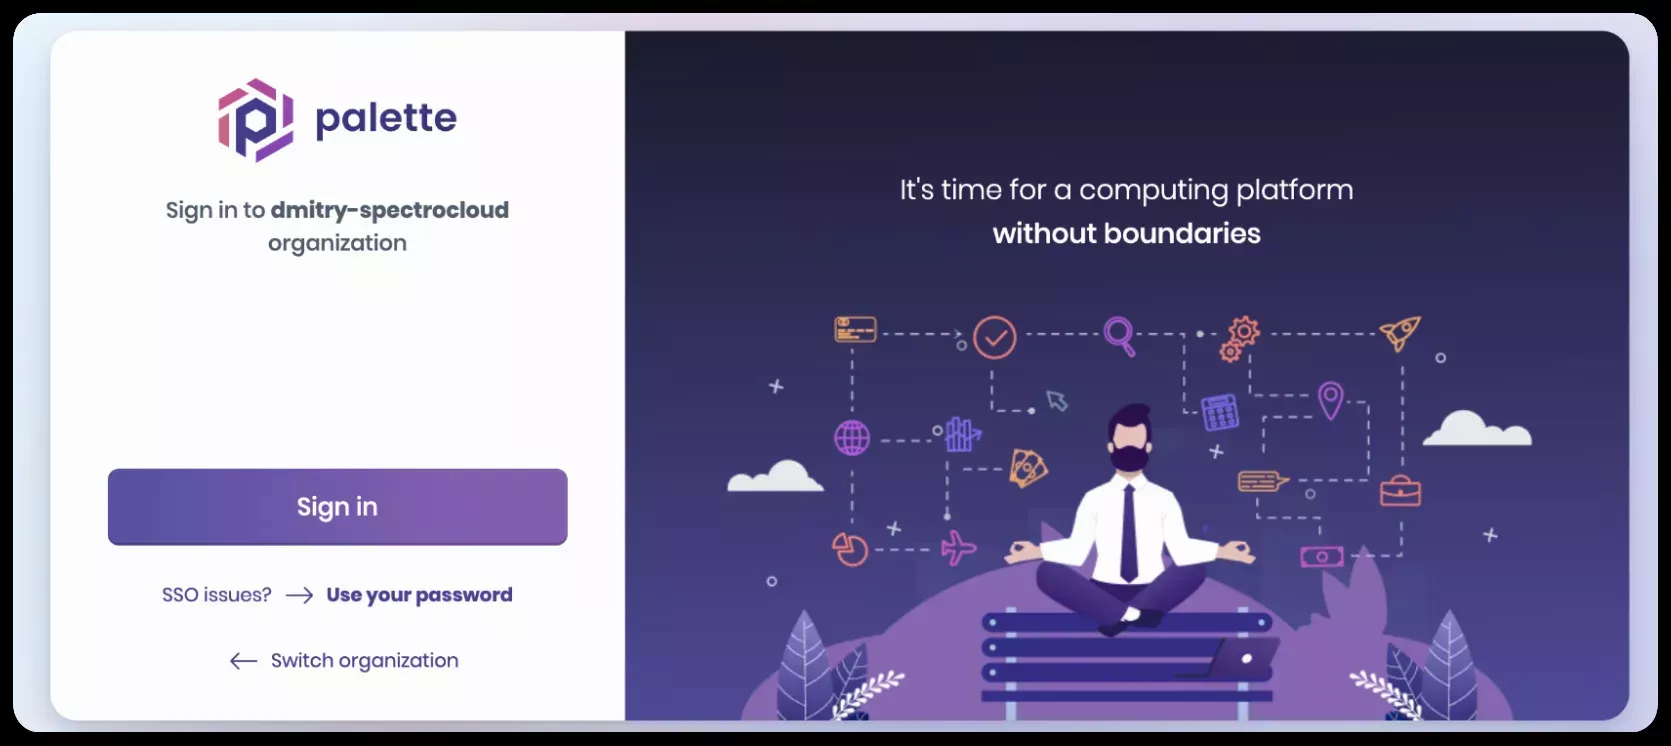 palette
Sign in to dmitry-spectrocloud
organization
Sign in
SSO issues? → Use your password
← Switch organization
It's time for a computing platform
without boundaries